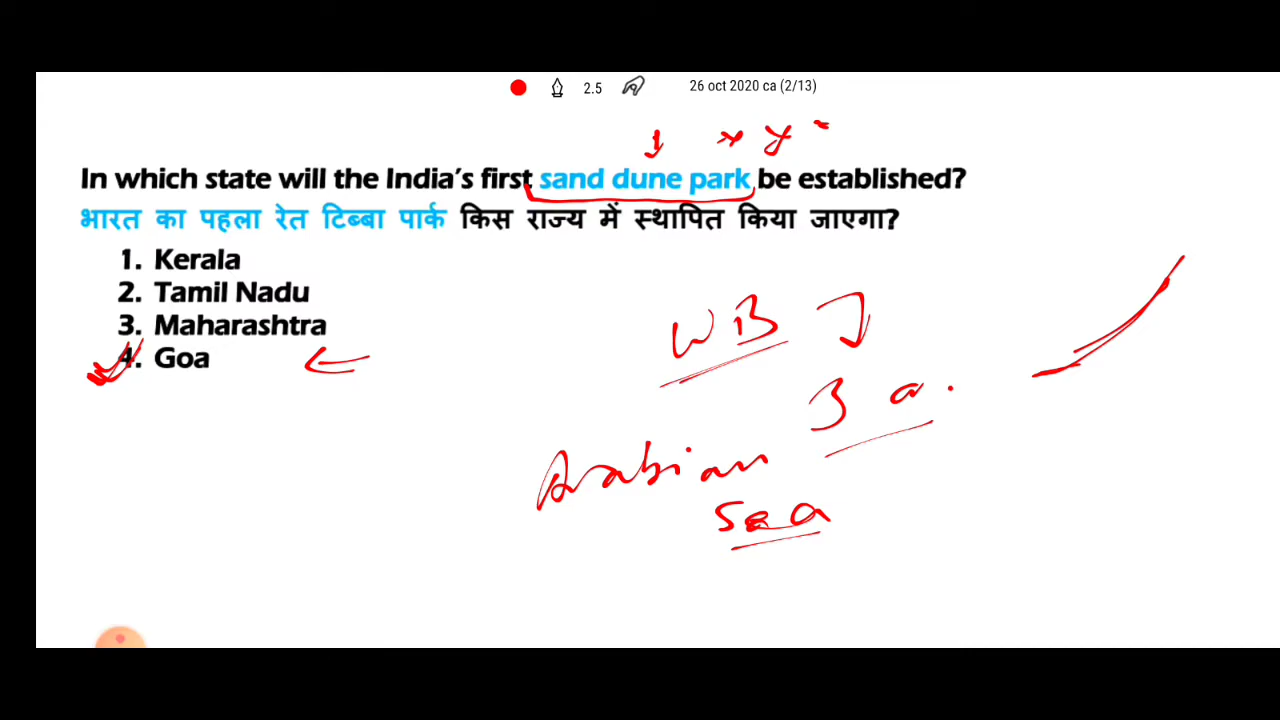 2.5 26 oct 2020 ca (2/13)
In which state will the India's first sand dune park be established?
भारत का पहला रेत टिब्बा पार्क किस राज्य में स्थापित किया जाएगा?
1. Kerala
2. Tamil Nadu
3. Maharashtra
4. Goa
WB
3 a.
Arabian
Sea